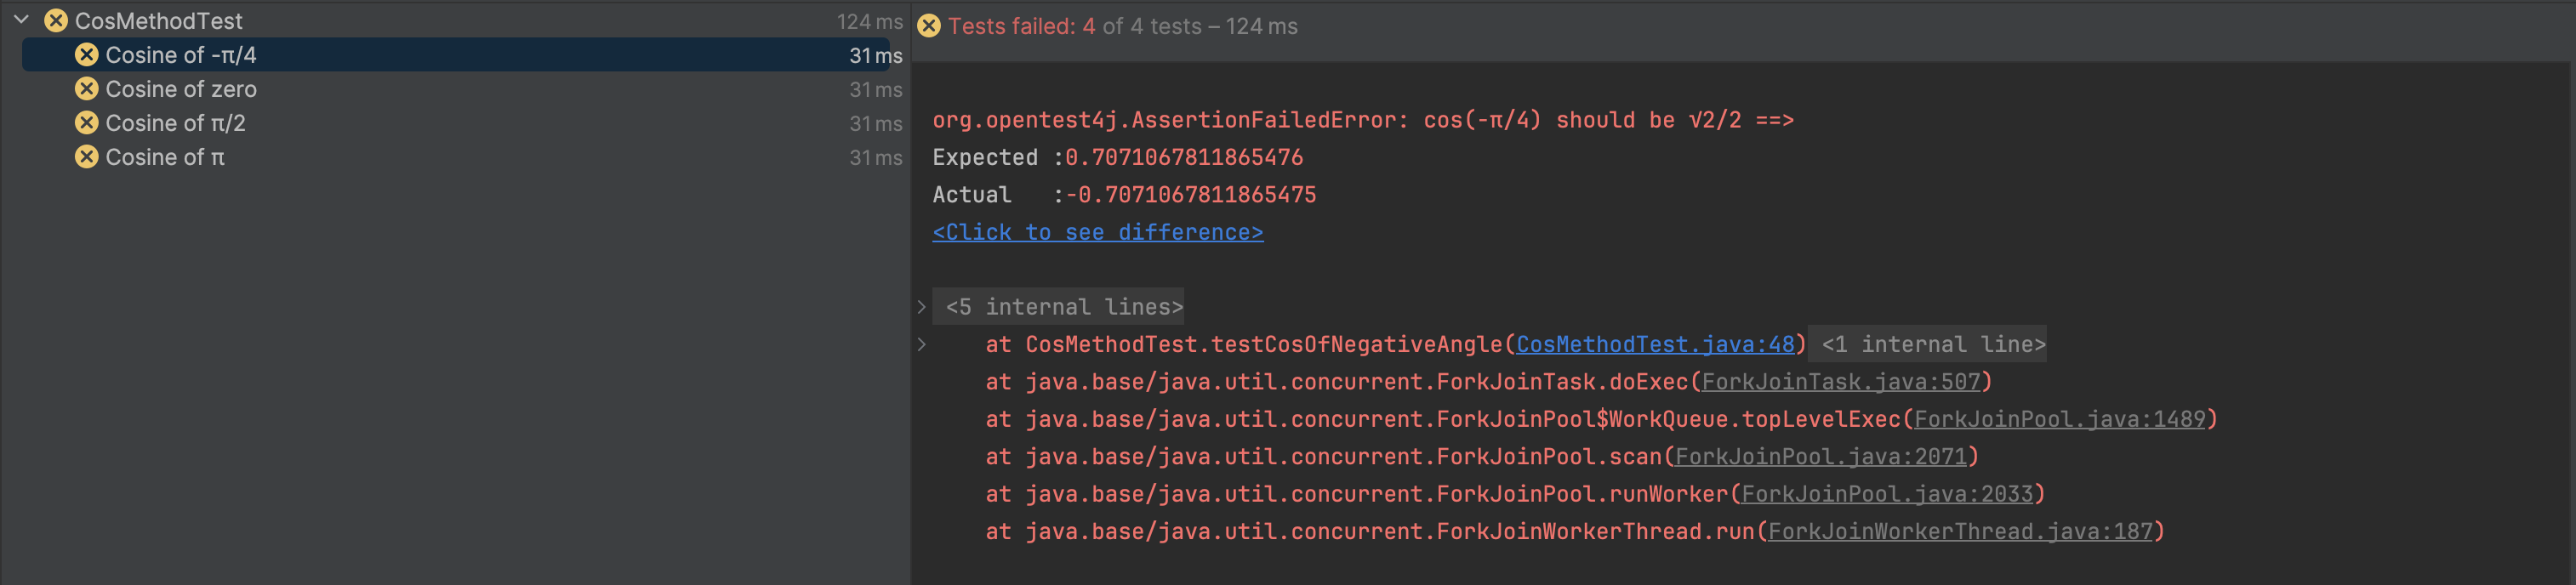 CosMethodTest 124 ms
Cosine of -π/4 31 ms
Cosine of zero 31 ms
Cosine of π/2 31 ms
Cosine of π 31 ms
Tests failed: 4 of 4 tests – 124 ms
org.opentest4j.AssertionFailedError: cos(-π/4) should be √2/2 ==>
Expected :0.7071067811865476
Actual   :-0.7071067811865475
<Click to see difference>
<5 internal lines>
at CosMethodTest.testCosOfNegativeAngle(CosMethodTest.java:48) <1 internal line>
at java.base/java.util.concurrent.ForkJoinTask.doExec(ForkJoinTask.java:507)
at java.base/java.util.concurrent.ForkJoinPool$WorkQueue.topLevelExec(ForkJoinPool.java:1489)
at java.base/java.util.concurrent.ForkJoinPool.scan(ForkJoinPool.java:2071)
at java.base/java.util.concurrent.ForkJoinPool.runWorker(ForkJoinPool.java:2033)
at java.base/java.util.concurrent.ForkJoinWorkerThread.run(ForkJoinWorkerThread.java:187)